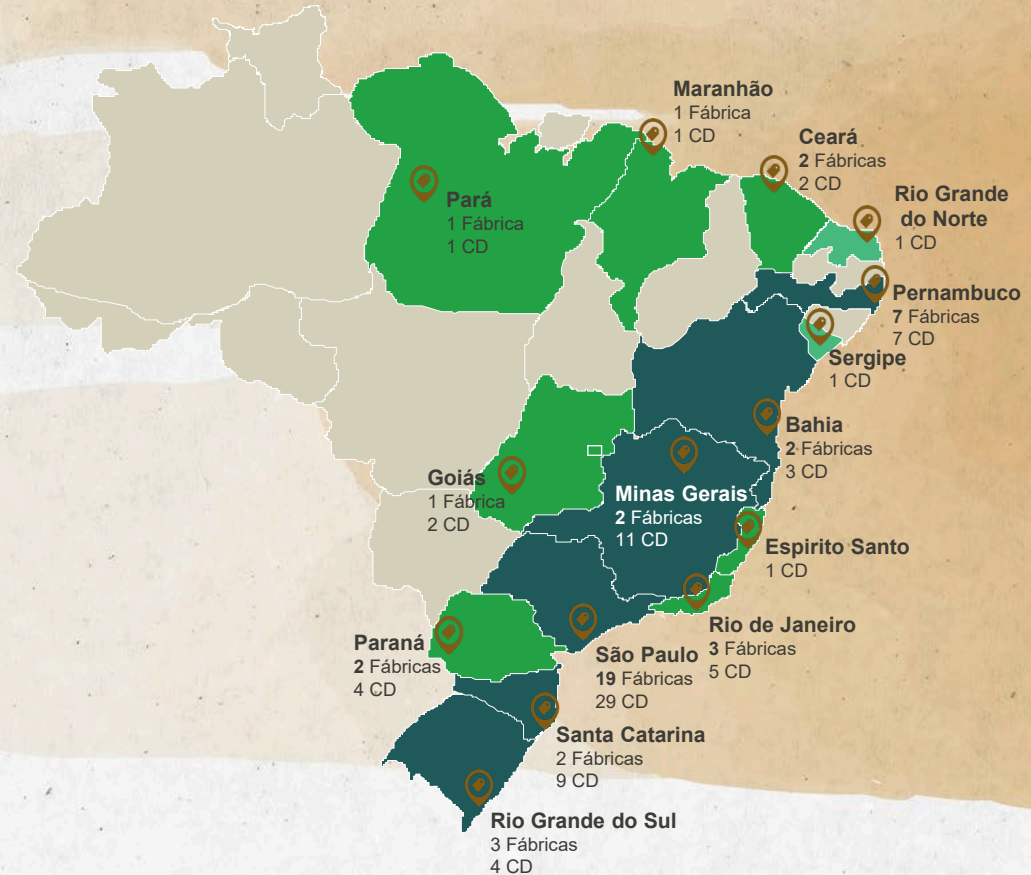 Maranhão
1 Fábrica
1 CD
Ceará
2 Fábricas
2 CD
Rio Grande
do Norte
1 CD
Pará
1 Fábrica
1 CD
Pernambuco
7 Fábricas
7 CD
Sergipe
1 CD
Bahia
2 Fábricas
3 CD
Goiás
1 Fábrica
2 CD
Minas Gerais
2 Fábricas
11 CD
Espirito Santo
1 CD
Rio de Janeiro
3 Fábricas
5 CD
Paraná
2 Fábricas
4 CD
São Paulo
19 Fábricas
29 CD
Santa Catarina
2 Fábricas
9 CD
Rio Grande do Sul
3 Fábricas
4 CD